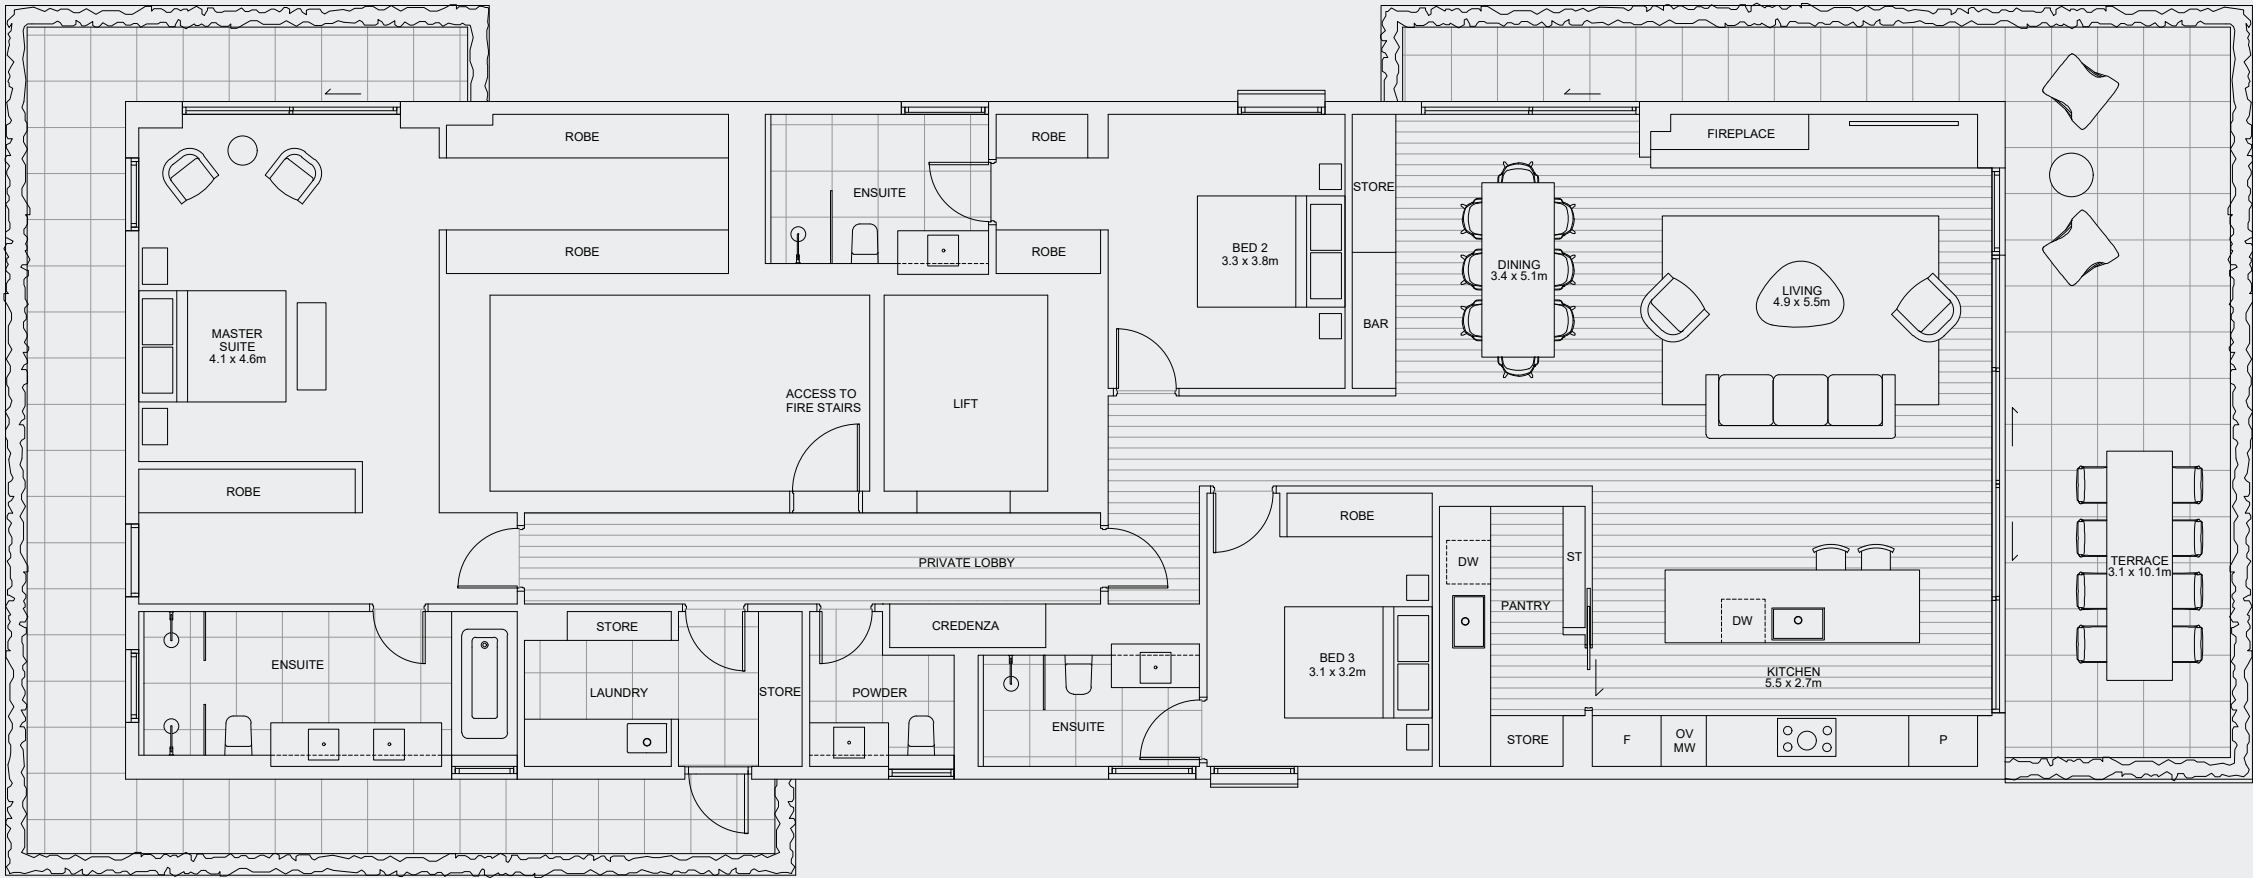 ROBE
ROBE
MASTER
SUITE
4.1 x 4.6m
ROBE
ENSUITE
ROBE
ROBE
BED 2
3.3 x 3.8m
STORE
BAR
DINING
3.4 x 5.1m
FIREPLACE
LIVING
4.9 x 5.5m
ACCESS TO
FIRE STAIRS
LIFT
PRIVATE LOBBY
ENSUITE
STORE
LAUNDRY
STORE
POWDER
CREDENZA
ENSUITE
ROBE
BED 3
3.1 x 3.2m
DW
ST
PANTRY
STORE
DW
KITCHEN
5.5 x 2.7m
F
OV
MW
P
TERRACE
3.1 x 10.1m